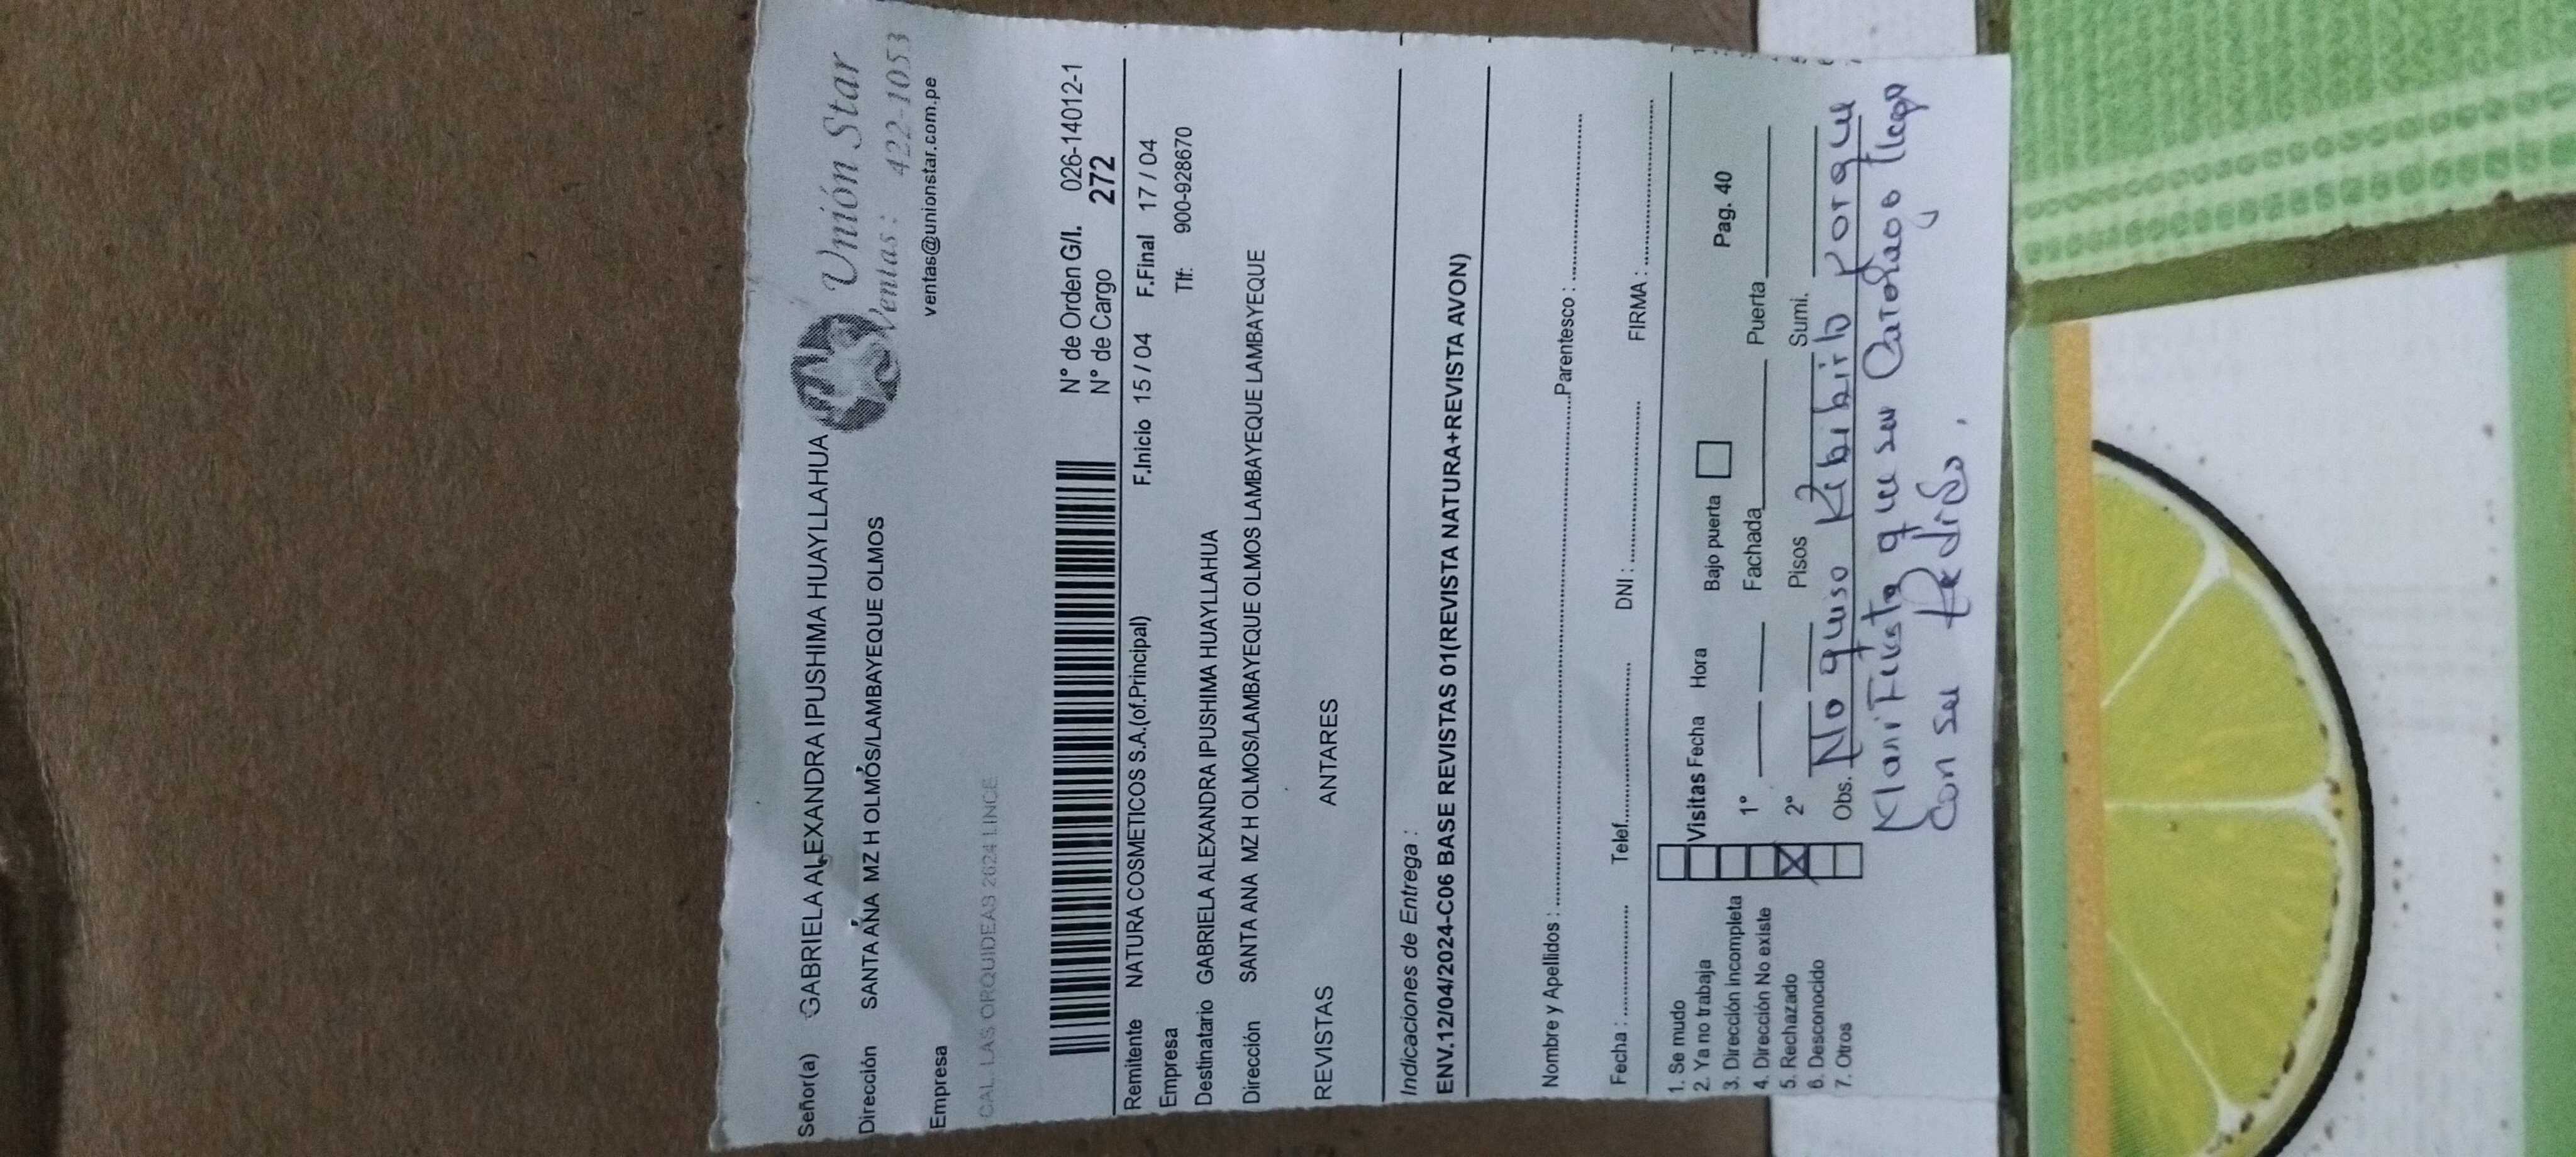 Señor(a) GABRIELA ALEXANDRA IPUSHIMA HUAYLLAHUA
Unión Star
Dirección SANTA ANA MZ H OLMOS/LAMBAYEQUE OLMOS
Ventas: 422-1053
Empresa
ventas@unionstar.com.pe
CAL. LAS ORQUIDEAS 2624 LINCE
N° de Orden G/I. 026-14012-1
N° de Cargo 272
Remitente NATURA COSMETICOS S.A.(of.Principal) F.Inicio 15 / 04 F.Final 17 / 04
Empresa Tlf: 900-928670
Destinatario GABRIELA ALEXANDRA IPUSHIMA HUAYLLAHUA
Dirección SANTA ANA MZ H OLMOS/LAMBAYEQUE OLMOS LAMBAYEQUE LAMBAYEQUE LAMBAYEQUE
REVISTAS ANTARES
Indicaciones de Entrega :
ENV.12/04/2024-C06 BASE REVISTAS 01(REVISTA NATURA+REVISTA AVON)
Nombre y Apellidos : Parentesco :
Fecha : Telef. DNI : FIRMA :
1. Se mudo
2. Ya no trabaja
3. Dirección incompleta
4. Dirección No existe
5. Rechazado
6. Desconocido
7. Otros
Visitas Fecha Hora Bajo puerta Pag. 40
1° Fachada Puerta
2° Pisos Sumi.
Obs. No quiso Resibirlo porque
Manifiesta que su Catalogo llega
con su Pedido.